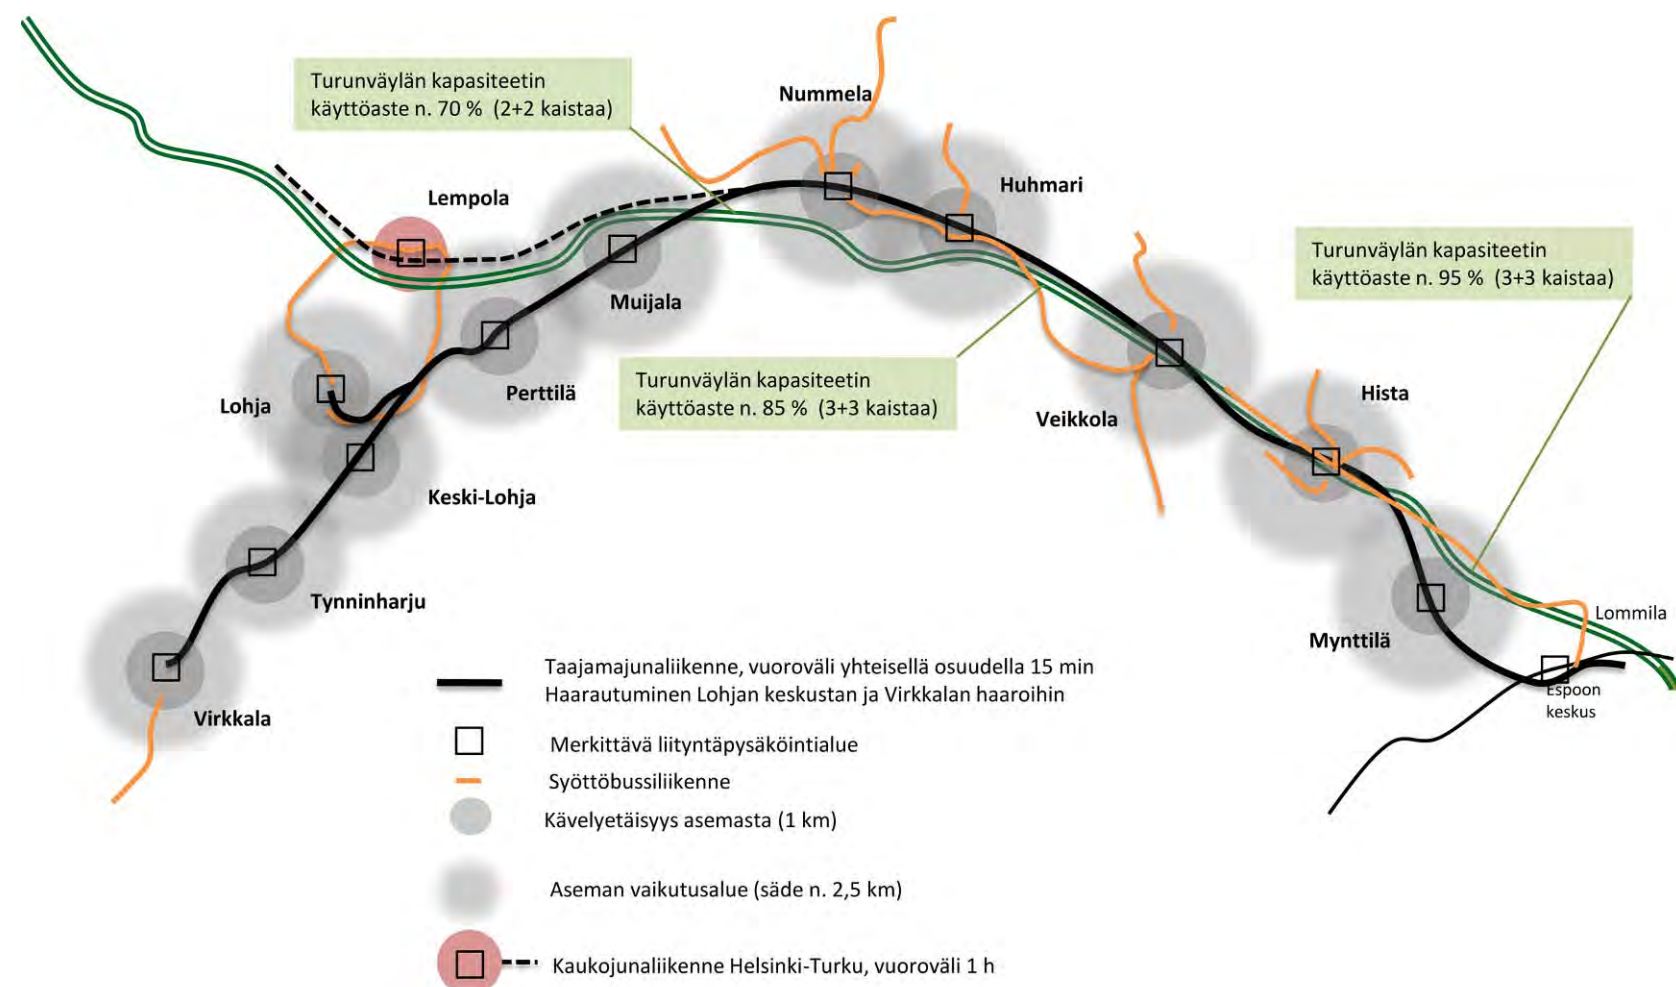 Turunväylän kapasiteetin
käyttöaste n. 70 % (2+2 kaistaa)
Nummela
Huhmari
Lempola
Turunväylän kapasiteetin
käyttöaste n. 95 % (3+3 kaistaa)
Muijala
Turunväylän kapasiteetin
käyttöaste n. 85 % (3+3 kaistaa)
Perttilä
Lohja
Hista
Veikkola
Keski-Lohja
Tynninharju
Lommila
Mynttilä
Espoon
keskus
Virkkala
Taajamajunaliikenne, vuoroväli yhteisellä osuudella 15 min
Haarautuminen Lohjan keskustan ja Virkkalan haaroihin
Merkittävä liityntäpysäköintialue
Syöttöbussiliikenne
Kävelyetäisyys asemasta (1 km)
Aseman vaikutusalue (säde n. 2,5 km)
Kaukojunaliikenne Helsinki-Turku, vuoroväli 1 h